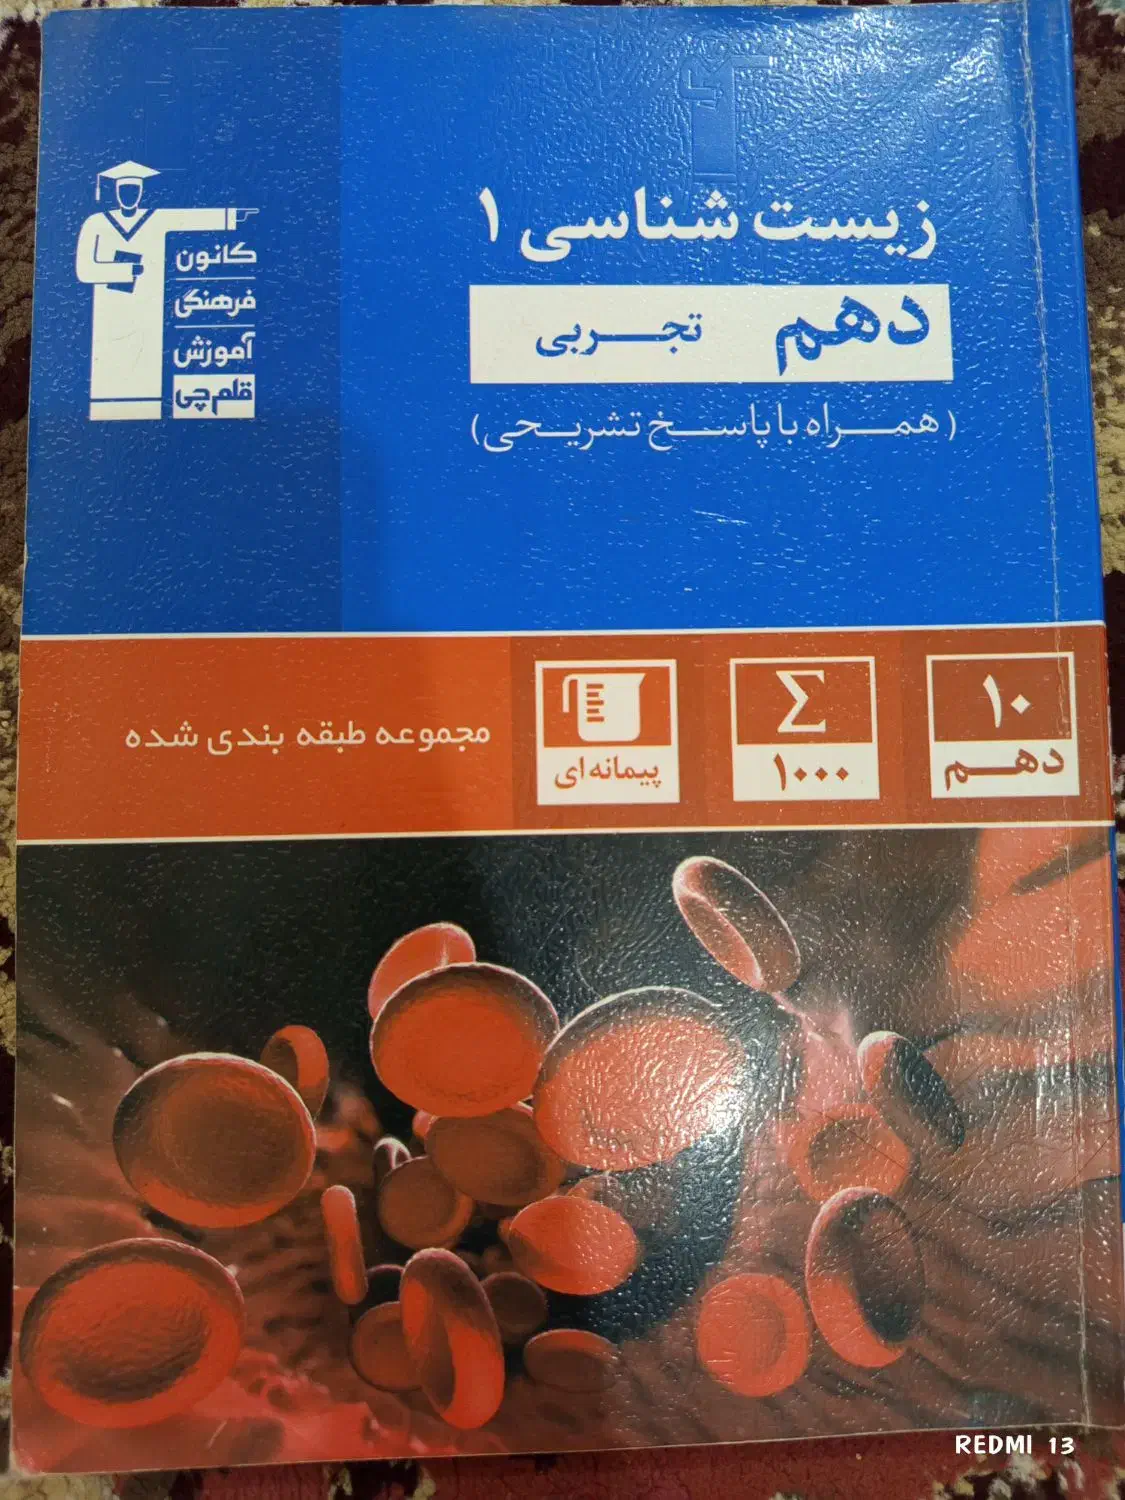 زیست شناسی ۱
دهم تجربی
(همراه با پاسخ تشریحی)
کانون
فرهنگی
آموزش
قلم‌چی
۱۰
دهم
Σ
۱۰۰۰
پیمانه‌ای
مجموعه طبقه بندی شده
REDMI 13